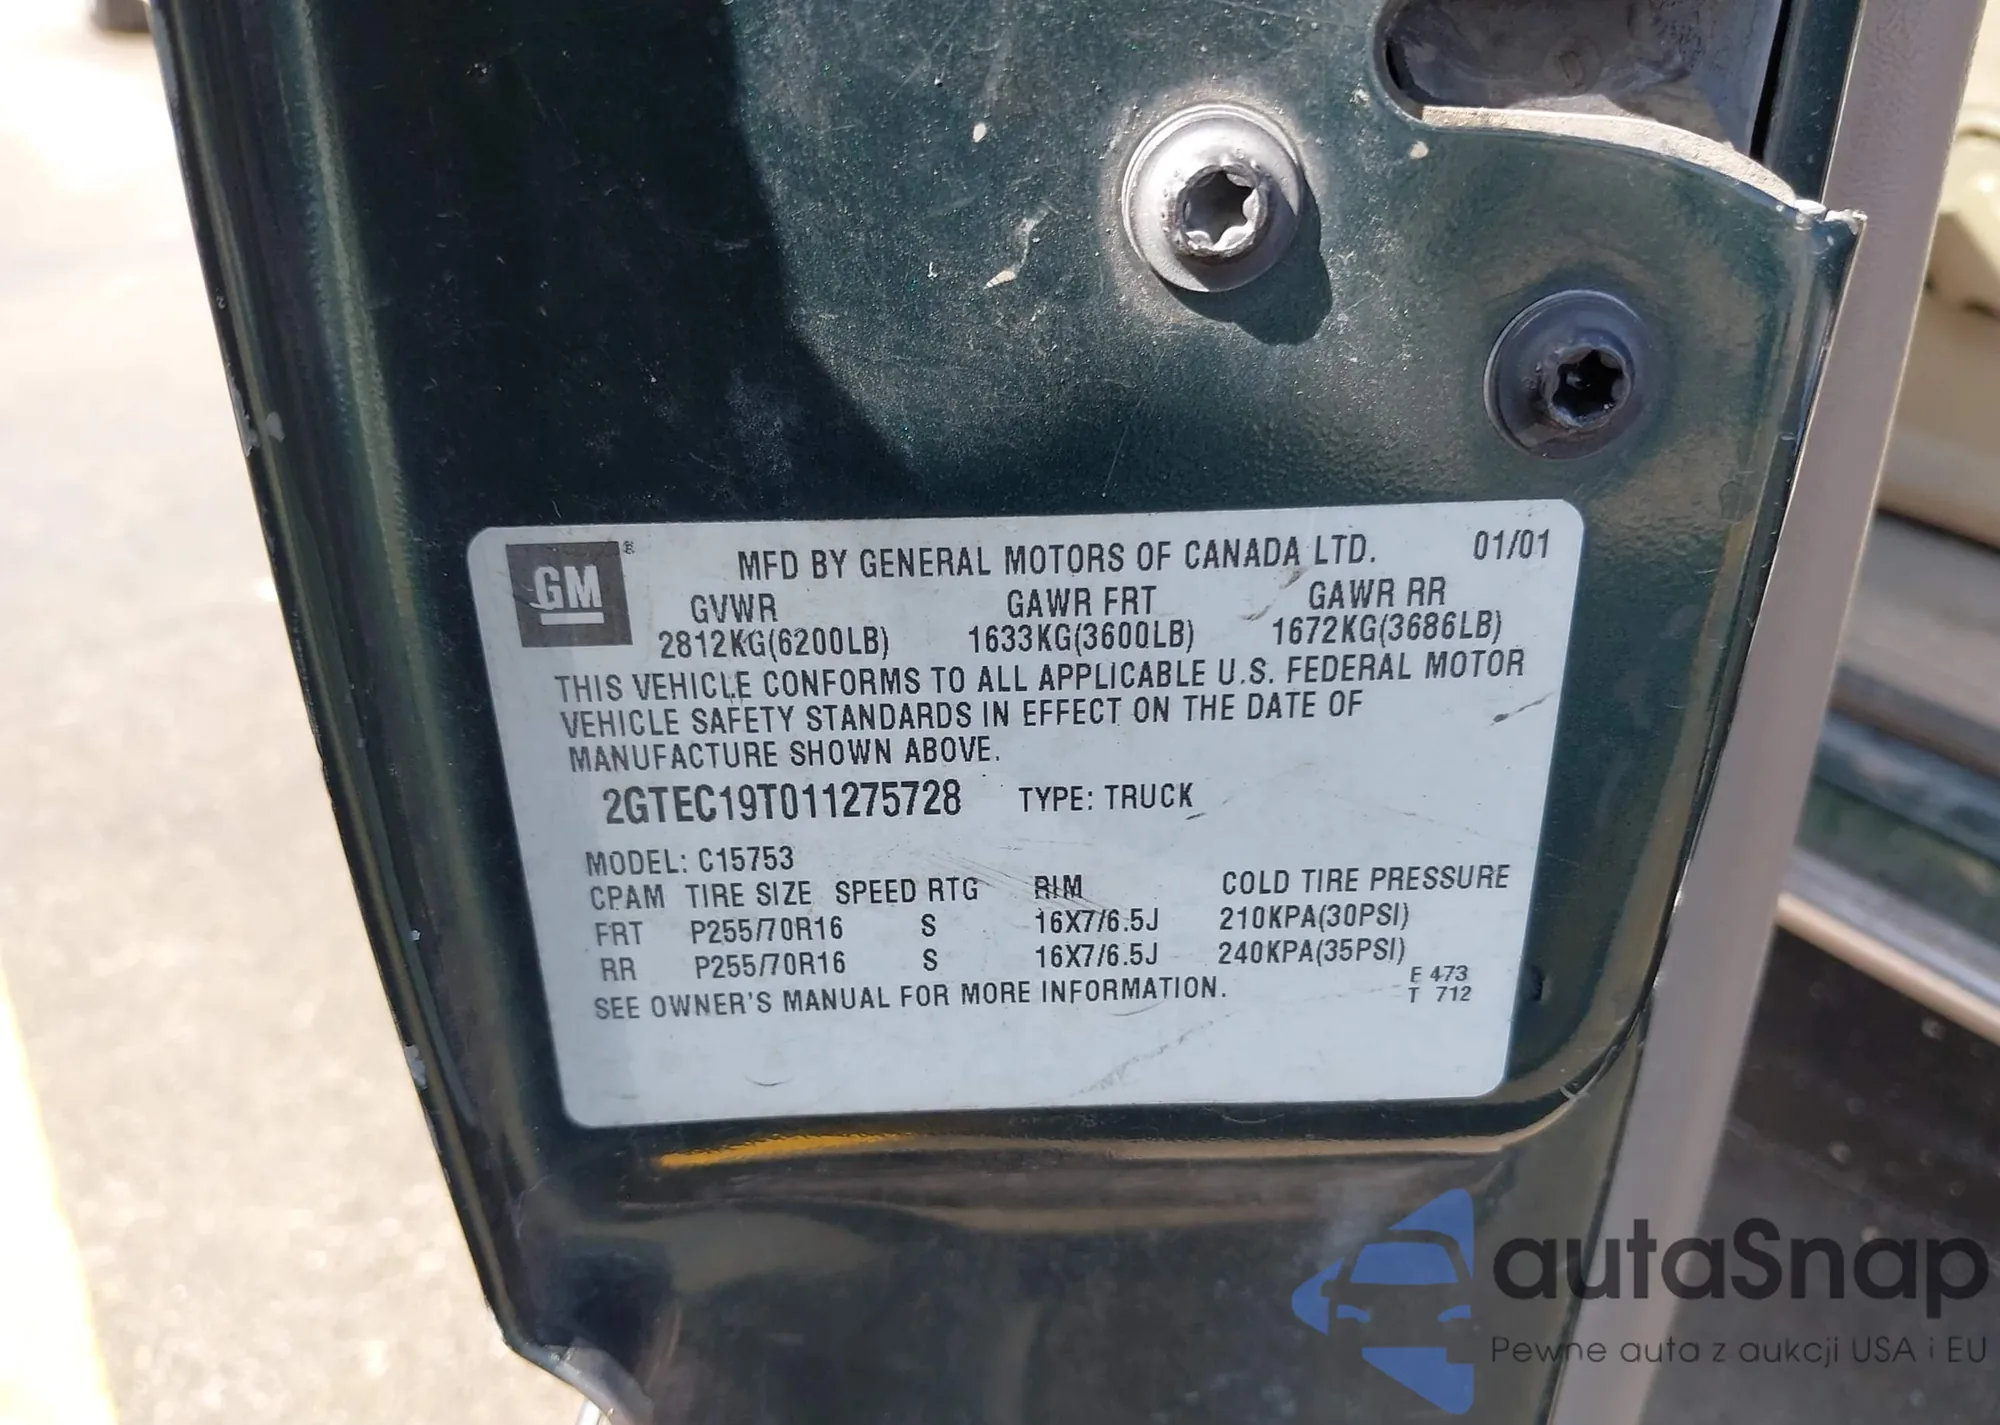 GM®
MFD BY GENERAL MOTORS OF CANADA LTD. 01/01
GVWR GAWR FRT GAWR RR
2812KG(6200LB) 1633KG(3600LB) 1672KG(3686LB)
THIS VEHICLE CONFORMS TO ALL APPLICABLE U.S. FEDERAL MOTOR
VEHICLE SAFETY STANDARDS IN EFFECT ON THE DATE OF
MANUFACTURE SHOWN ABOVE.
2GTEC19T011275728 TYPE: TRUCK
MODEL: C15753
CPAM TIRE SIZE SPEED RTG RIM COLD TIRE PRESSURE
FRT P255/70R16 S 16X7/6.5J 210KPA(30PSI)
RR P255/70R16 S 16X7/6.5J 240KPA(35PSI)
SEE OWNER'S MANUAL FOR MORE INFORMATION.
E 473
T 712
autaSnap
Pewne auta z aukcji USA i EU